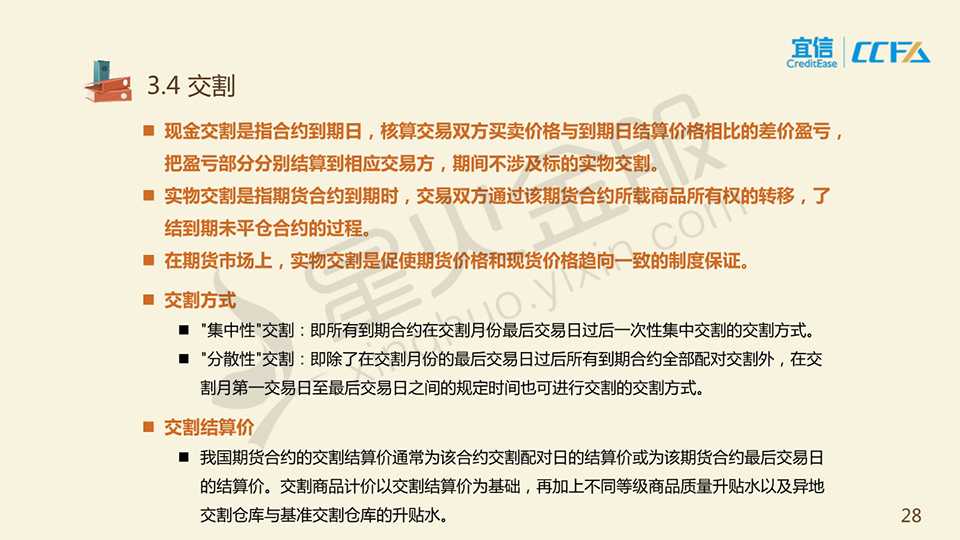 宜信
CreditEase
CCFA
3.4 交割
现金交割是指合约到期日，核算交易双方买卖价格与到期日结算价格相比的差价盈亏，
把盈亏部分分别结算到相应交易方，期间不涉及标的实物交割。
实物交割是指期货合约到期时，交易双方通过该期货合约所载商品所有权的转移，了
结到期未平仓合约的过程。
在期货市场上，实物交割是促使期货价格和现货价格趋向一致的制度保证。
交割方式
"集中性"交割：即所有到期合约在交割月份最后交易日过后一次性集中交割的交割方式。
"分散性"交割：即除了在交割月份的最后交易日过后所有到期合约全部配对交割外，在交
割月第一交易日至最后交易日之间的规定时间也可进行交割的交割方式。
交割结算价
我国期货合约的交割结算价通常为该合约交割配对日的结算价或为该期货合约最后交易日
的结算价。交割商品计价以交割结算价为基础，再加上不同等级商品质量升贴水以及异地
交割仓库与基准交割仓库的升贴水。
28
星火金服
xinghuo.yixin.com